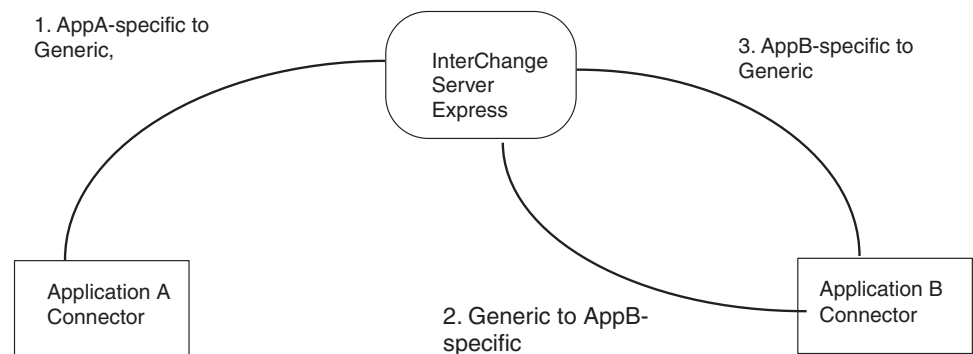 1. AppA-specific to
Generic,
InterChange
Server
Express
3. AppB-specific to
Generic
Application A
Connector
2. Generic to AppB-
specific
Application B
Connector